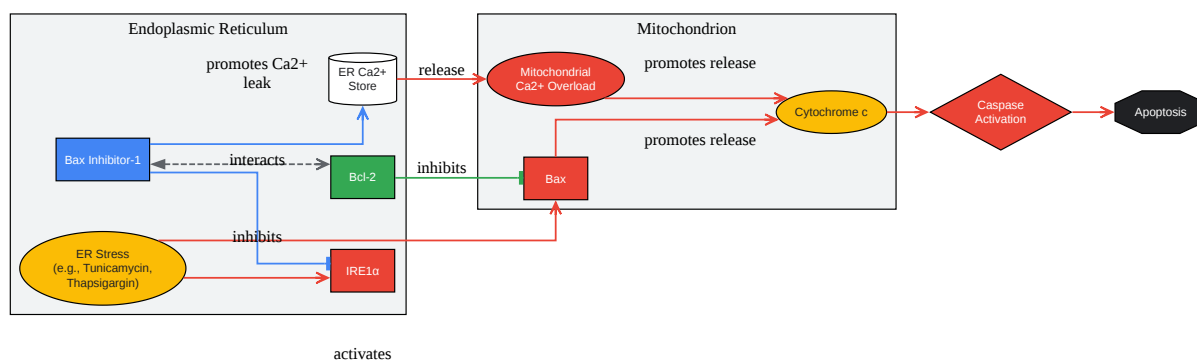 Endoplasmic Reticulum
Mitochondrion
promotes Ca2+
leak
ER Ca2+
Store
release
Mitochondrial
Ca2+ Overload
promotes release
Cytochrome c
Caspase
Activation
Apoptosis
promotes release
Bax Inhibitor-1
interacts
Bcl-2
inhibits
Bax
inhibits
ER Stress
(e.g., Tunicamycin,
Thapsigargin)
IRE1α
activates